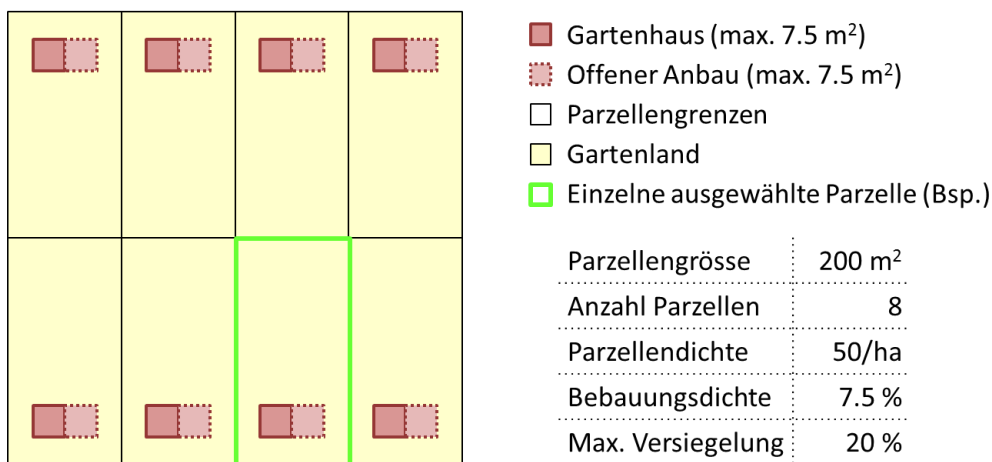 Gartenhaus (max. 7.5 m²)
Offener Anbau (max. 7.5 m²)
Parzellengrenzen
Gartenland
Einzelne ausgewählte Parzelle (Bsp.)
Parzellengrösse 200 m²
Anzahl Parzellen 8
Parzellendichte 50/ha
Bebauungsdichte 7.5 %
Max. Versiegelung 20 %